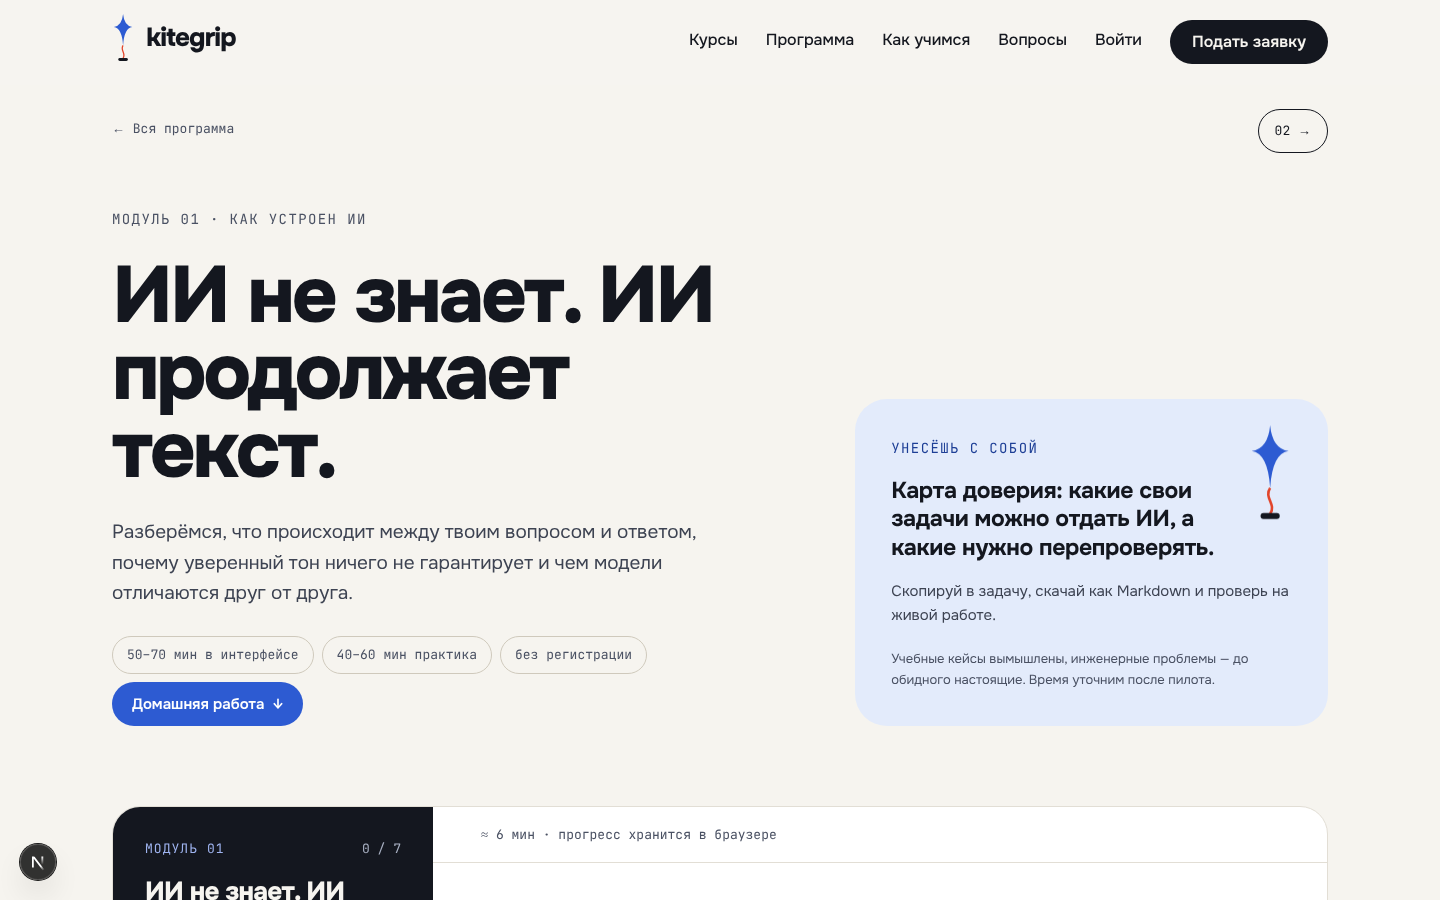 kitegrip
Курсы
Программа
Как учимся
Вопросы
Войти
Подать заявку
← Вся программа
02 →
МОДУЛЬ 01 · КАК УСТРОЕН ИИ
ИИ не знает. ИИ
продолжает
текст.
Разберёмся, что происходит между твоим вопросом и ответом,
почему уверенный тон ничего не гарантирует и чем модели
отличаются друг от друга.
50–70 мин в интерфейсе
40–60 мин практика
без регистрации
Домашняя работа ↓
УНЕСЁШЬ С СОБОЙ
Карта доверия: какие свои
задачи можно отдать ИИ, а
какие нужно перепроверять.
Скопируй в задачу, скачай как Markdown и проверь на
живой работе.
Учебные кейсы вымышлены, инженерные проблемы — до
обидного настоящие. Время уточним после пилота.
МОДУЛЬ 01
0 / 7
ИИ не знает. ИИ
≈ 6 мин · прогресс хранится в браузере
N